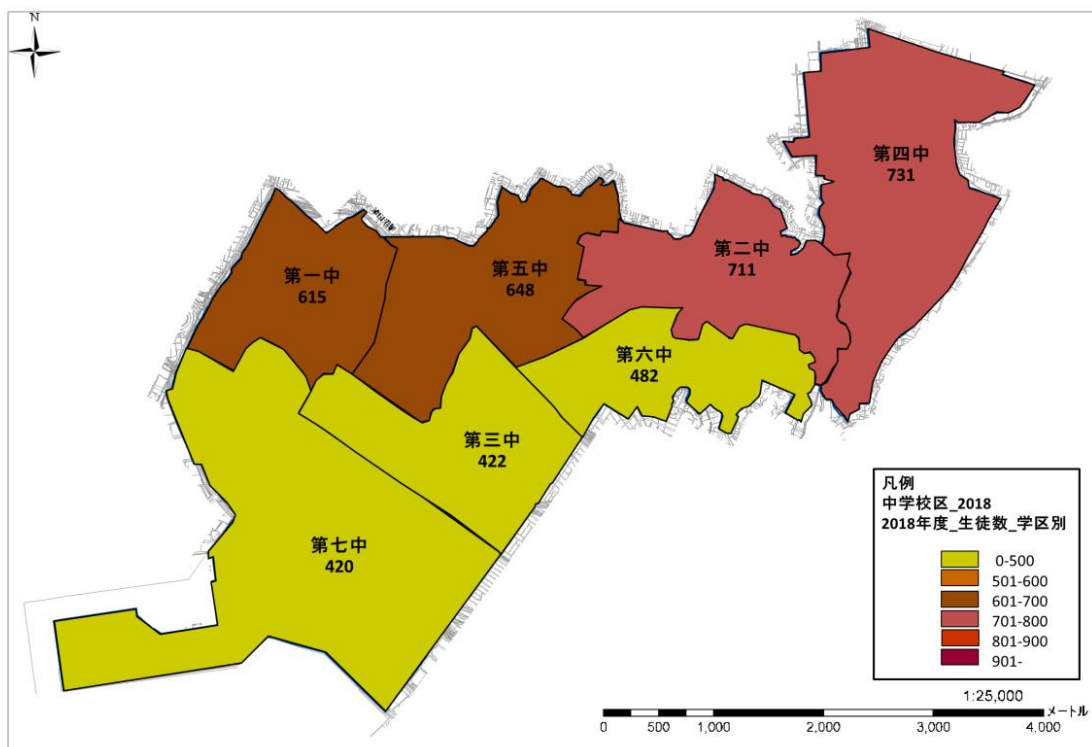 N
第四中
731
第二中
711
第五中
648
第一中
615
第六中
482
第三中
422
第七中
420
凡例
中学校区_2018
2018年度_生徒数_学区別
0-500
501-600
601-700
701-800
801-900
901-
1:25,000
0 500 1,000 2,000 3,000 4,000 メートル